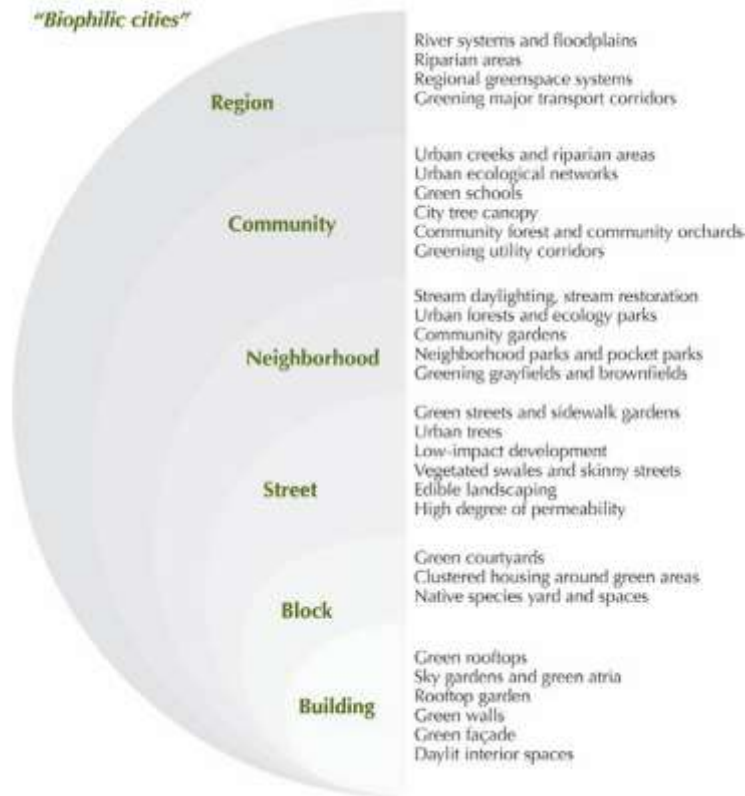 "Biophilic cities"
Region
River systems and floodplains
Riparian areas
Regional greenspace systems
Greening major transport corridors
Community
Urban creeks and riparian areas
Urban ecological networks
Green schools
City tree canopy
Community forest and community orchards
Greening utility corridors
Neighborhood
Stream daylighting, stream restoration
Urban forests and ecology parks
Community gardens
Neighborhood parks and pocket parks
Greening grayfields and brownfields
Street
Green streets and sidewalk gardens
Urban trees
Low-impact development
Vegetated swales and skinny streets
Edible landscaping
High degree of permeability
Block
Green courtyards
Clustered housing around green areas
Native species yard and spaces
Building
Green rooftops
Sky gardens and green atria
Rooftop garden
Green walls
Green façade
Daylit interior spaces